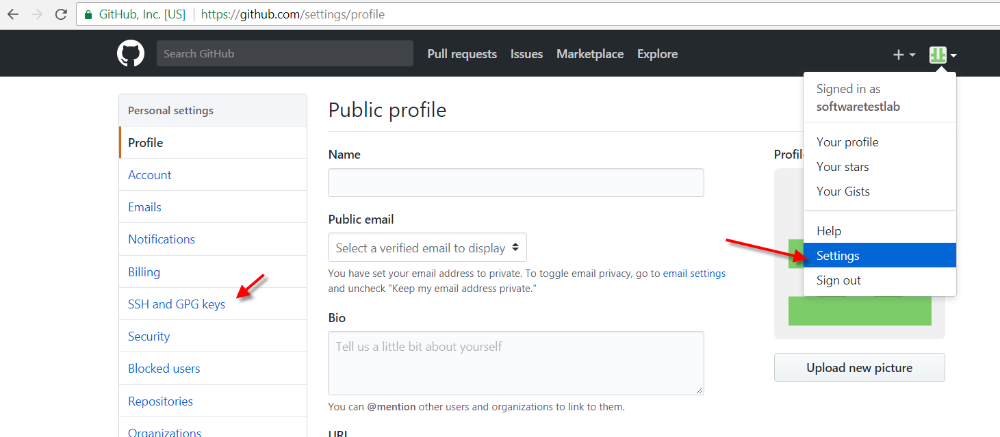 GitHub, Inc. [US]
https://github.com/settings/profile
Search GitHub
Pull requests
Issues
Marketplace
Explore
Signed in as
softwaretestlab
Your profile
Your stars
Your Gists
Help
Settings
Sign out
Personal settings
Profile
Account
Emails
Notifications
Billing
SSH and GPG keys
Security
Blocked users
Repositories
Organizations
Public profile
Name
Public email
Select a verified email to display
You have set your email address to private. To toggle email privacy, go to email settings
and uncheck "Keep my email address private."
Bio
Tell us a little bit about yourself
You can @mention other users and organizations to link to them.
URL
Profil
Upload new picture